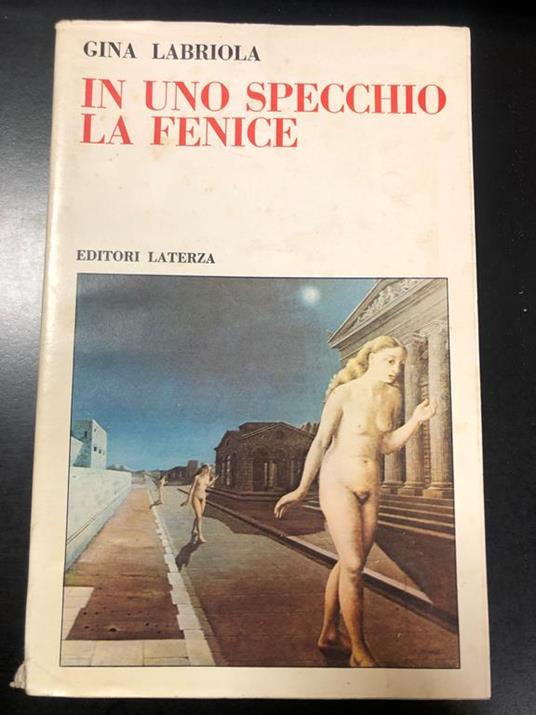 GINA LABRIOLA
IN UNO SPECCHIO
LA FENICE
EDITORI LATERZA